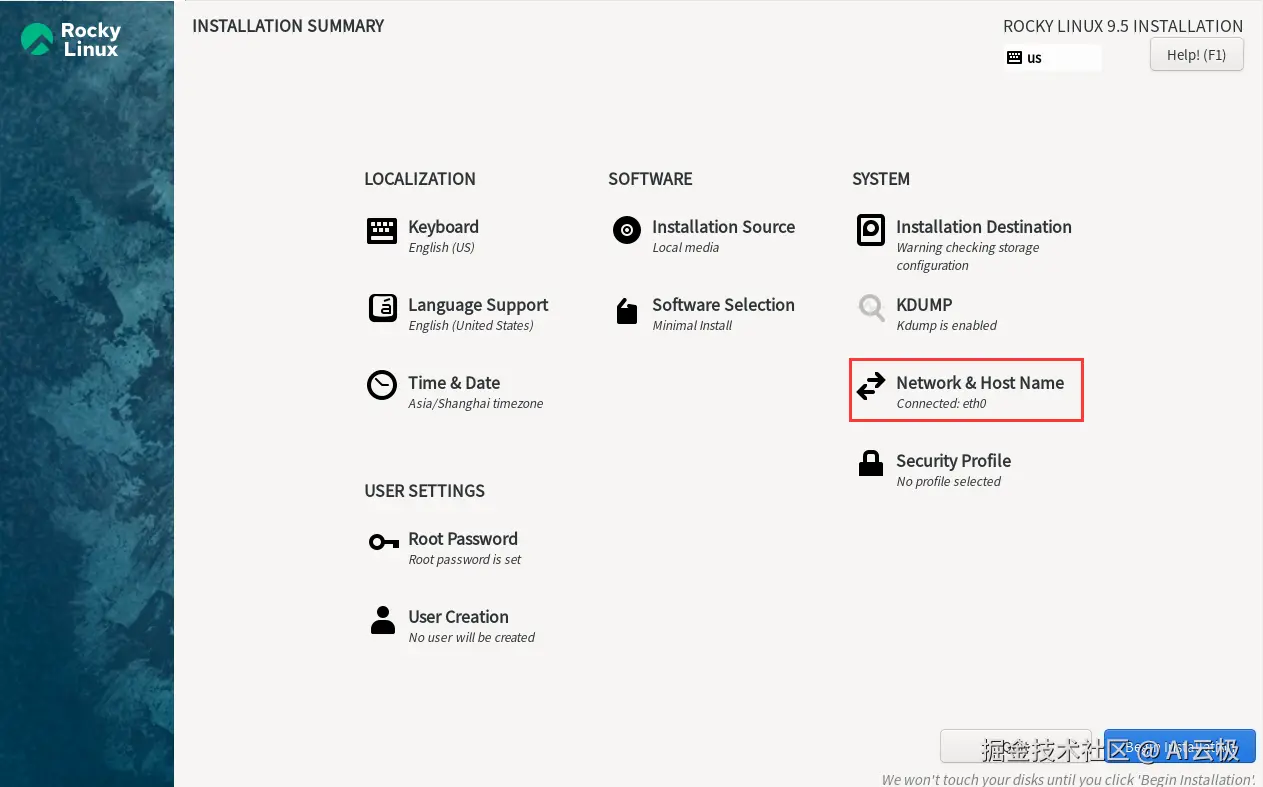 Rocky
Linux
INSTALLATION SUMMARY
ROCKY LINUX 9.5 INSTALLATION
us
Help! (F1)
LOCALIZATION
Keyboard
English (US)
Language Support
English (United States)
Time & Date
Asia/Shanghai timezone
SOFTWARE
Installation Source
Local media
Software Selection
Minimal Install
SYSTEM
Installation Destination
Warning checking storage
configuration
KDUMP
Kdump is enabled
Network & Host Name
Connected: eth0
Security Profile
No profile selected
USER SETTINGS
Root Password
Root password is set
User Creation
No user will be created
Begin Installation
掘金技术社区 @ AI云极
We won't touch your disks until you click 'Begin Installation'.